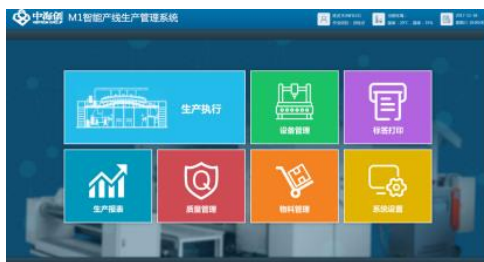 中海创 M1智能产线生产管理系统
生产执行
设备管理
标签打印
生产报表
质量管理
物料管理
系统设置